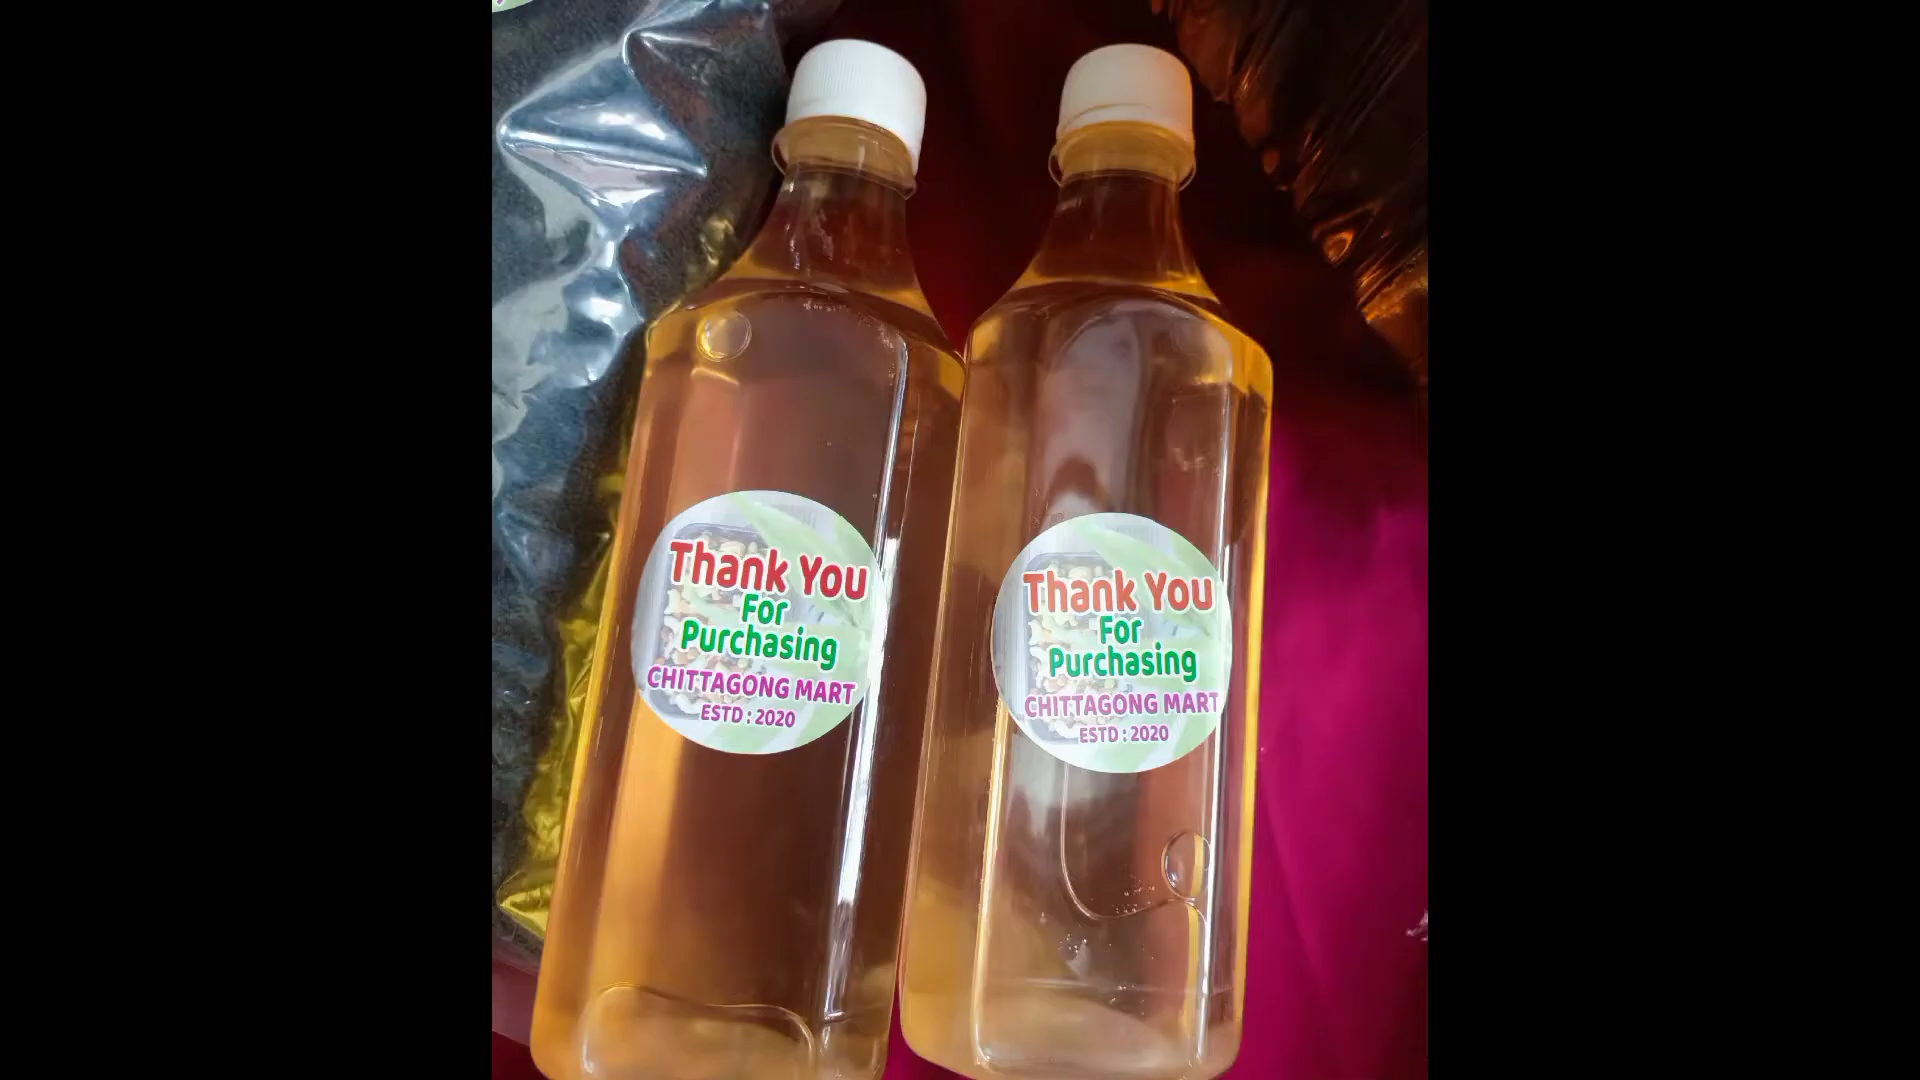 Thank You
For
Purchasing
CHITTAGONG MART
ESTD : 2020
Thank You
For
Purchasing
CHITTAGONG MART
ESTD : 2020